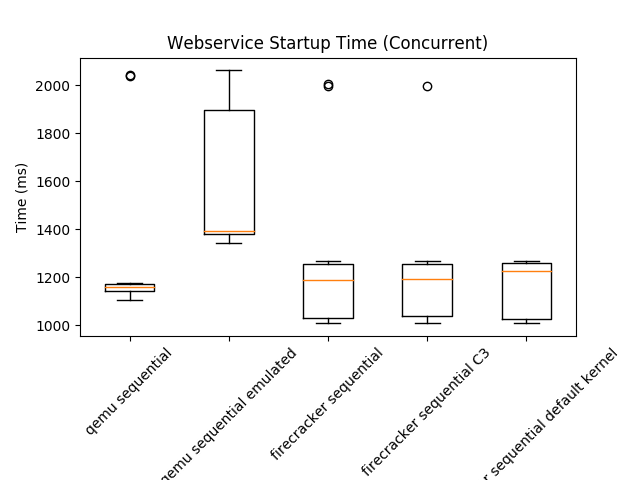 Webservice Startup Time (Concurrent)
Time (ms)
2000
1800
1600
1400
1200
1000
qemu sequential
qemu sequential emulated
firecracker sequential
firecracker sequential C3
r sequential default kernel